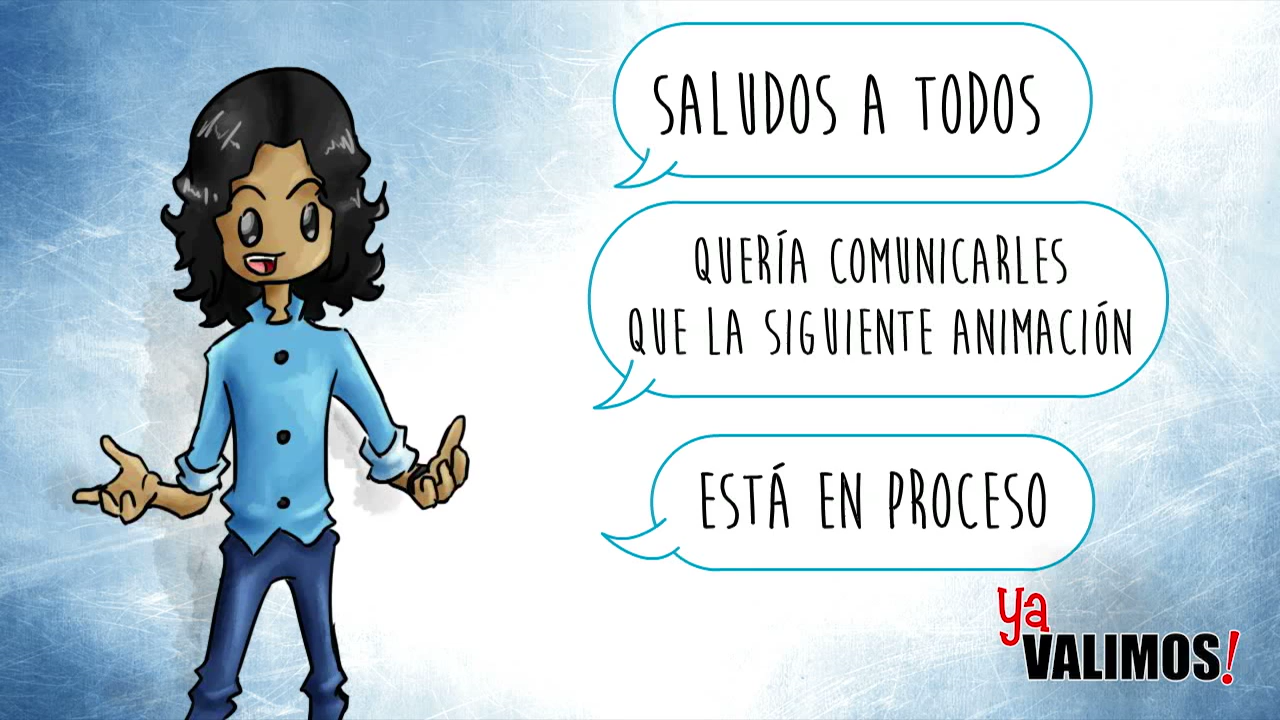 SALUDOS A TODOS
QUERÍA COMUNICARLES
QUE LA SIGUIENTE ANIMACIÓN
ESTÁ EN PROCESO
Ya
VALIMOS!